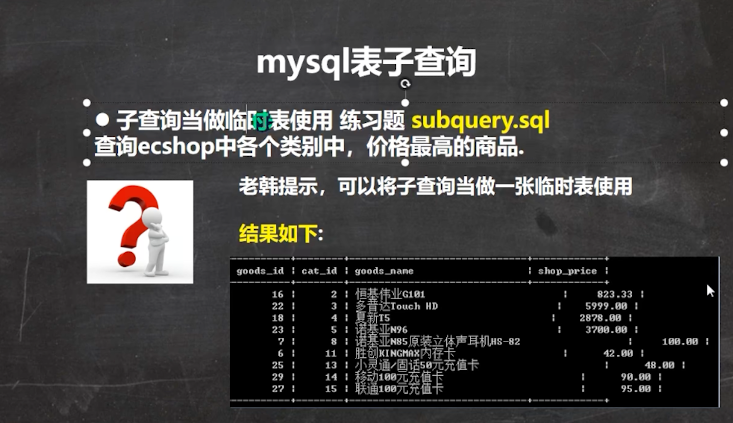 mysql表子查询
● 子查询当做临时表使用 练习题 subquery.sql
查询ecshop中各个类别中，价格最高的商品.
老韩提示，可以将子查询当做一张临时表使用
结果如下:
goods_id | cat_id | goods_name | shop_price |
16 | 2 | 恒基伟业G101 | 823.33 |
22 | 3 | 多普达Touch HD | 5999.00 |
18 | 4 | 夏新T5 | 2878.00 |
23 | 5 | 诺基亚N96 | 3700.00 |
7 | 8 | 诺基亚N85原装立体声耳机HS-82 | 100.00 |
6 | 11 | 胜创KINGMAX内存卡 | 42.00 |
25 | 13 | 小灵通/固话50元充值卡 | 48.00 |
29 | 14 | 移动100元充值卡 | 90.00 |
27 | 15 | 联通100元充值卡 | 95.00 |